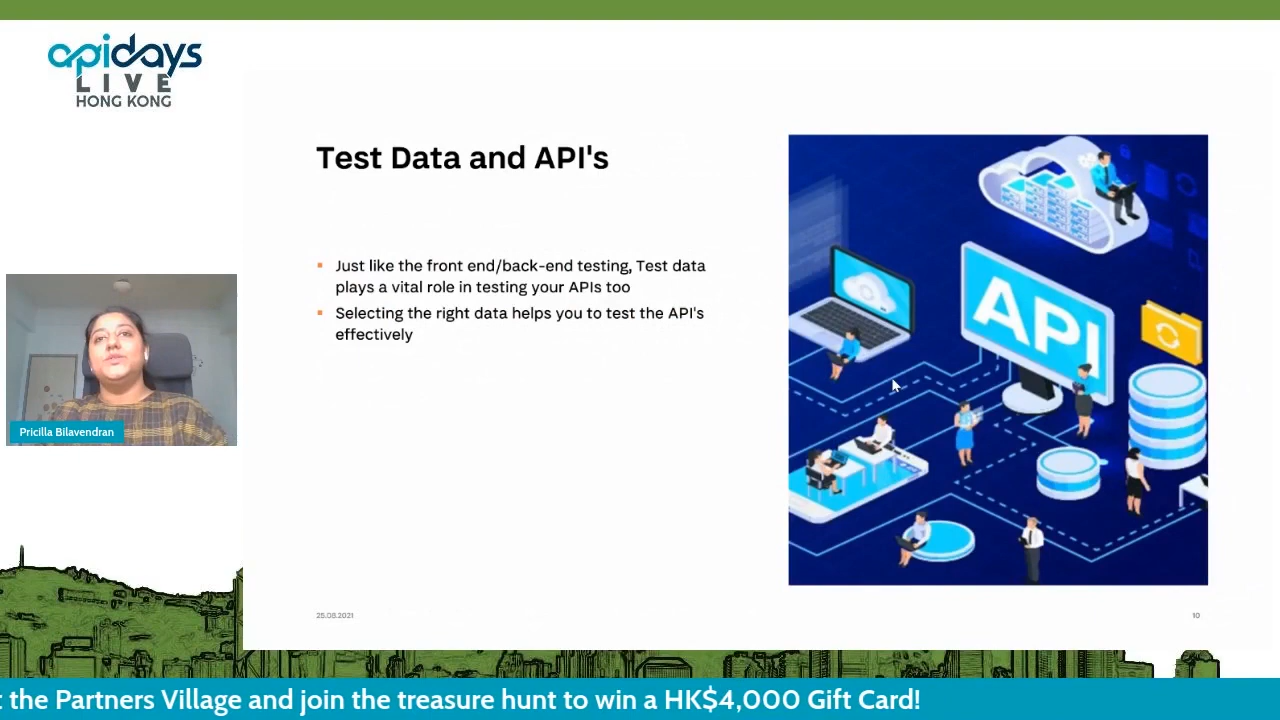 apidays
LIVE
HONG KONG
Test Data and API's
Just like the front end/back-end testing, Test data
plays a vital role in testing your APIs too
Selecting the right data helps you to test the API's
effectively
API
Pricilla Bilavendran
25.08.2021
10
the Partners Village and join the treasure hunt to win a HK$4,000 Gift Card!